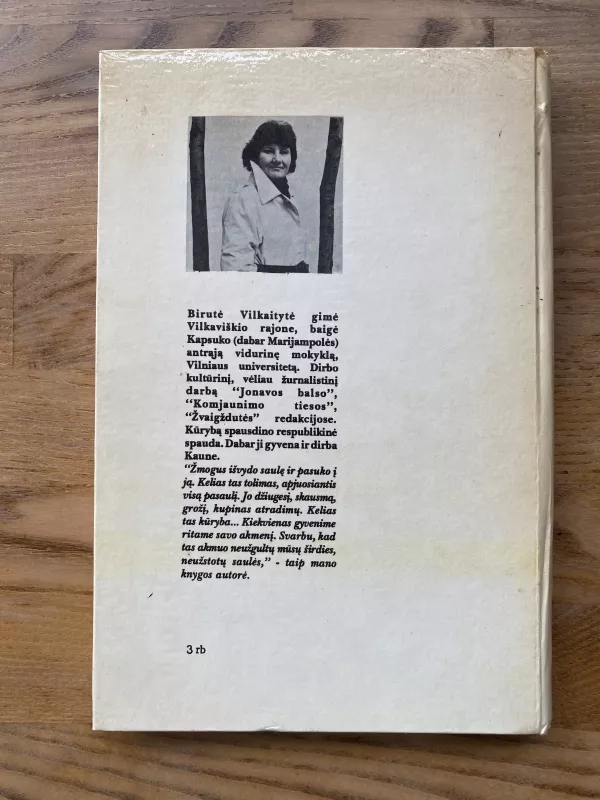 Birutė Vilkaitytė gimė
Vilkaviškio rajone, baigė
Kapsuko (dabar Marijampolės)
antrąją vidurinę mokyklą,
Vilniaus universitetą. Dirbo
kultūrinį, vėliau žurnalistinį
darbą “Jonavos balso”,
“Komjaunimo tiesos”,
“Žvaigždutės” redakcijose.
Kūrybą spausdino respublikinė
spauda. Dabar ji gyvena ir dirba
Kaune.
“Žmogus išvydo saulę ir pasuko į
ją. Kelias tas tolimas, apjuosiantis
visą pasaulį. Jo džiugesį, skausmą,
grožį, kupinas atradimų. Kelias
tas kūryba... Kiekvienas gyvenime
ritame savo akmenį. Svarbu, kad
tas akmuo neužgultų mūsų širdies,
neužstotų saulės,” - taip mano
knygos autorė.
3 rb